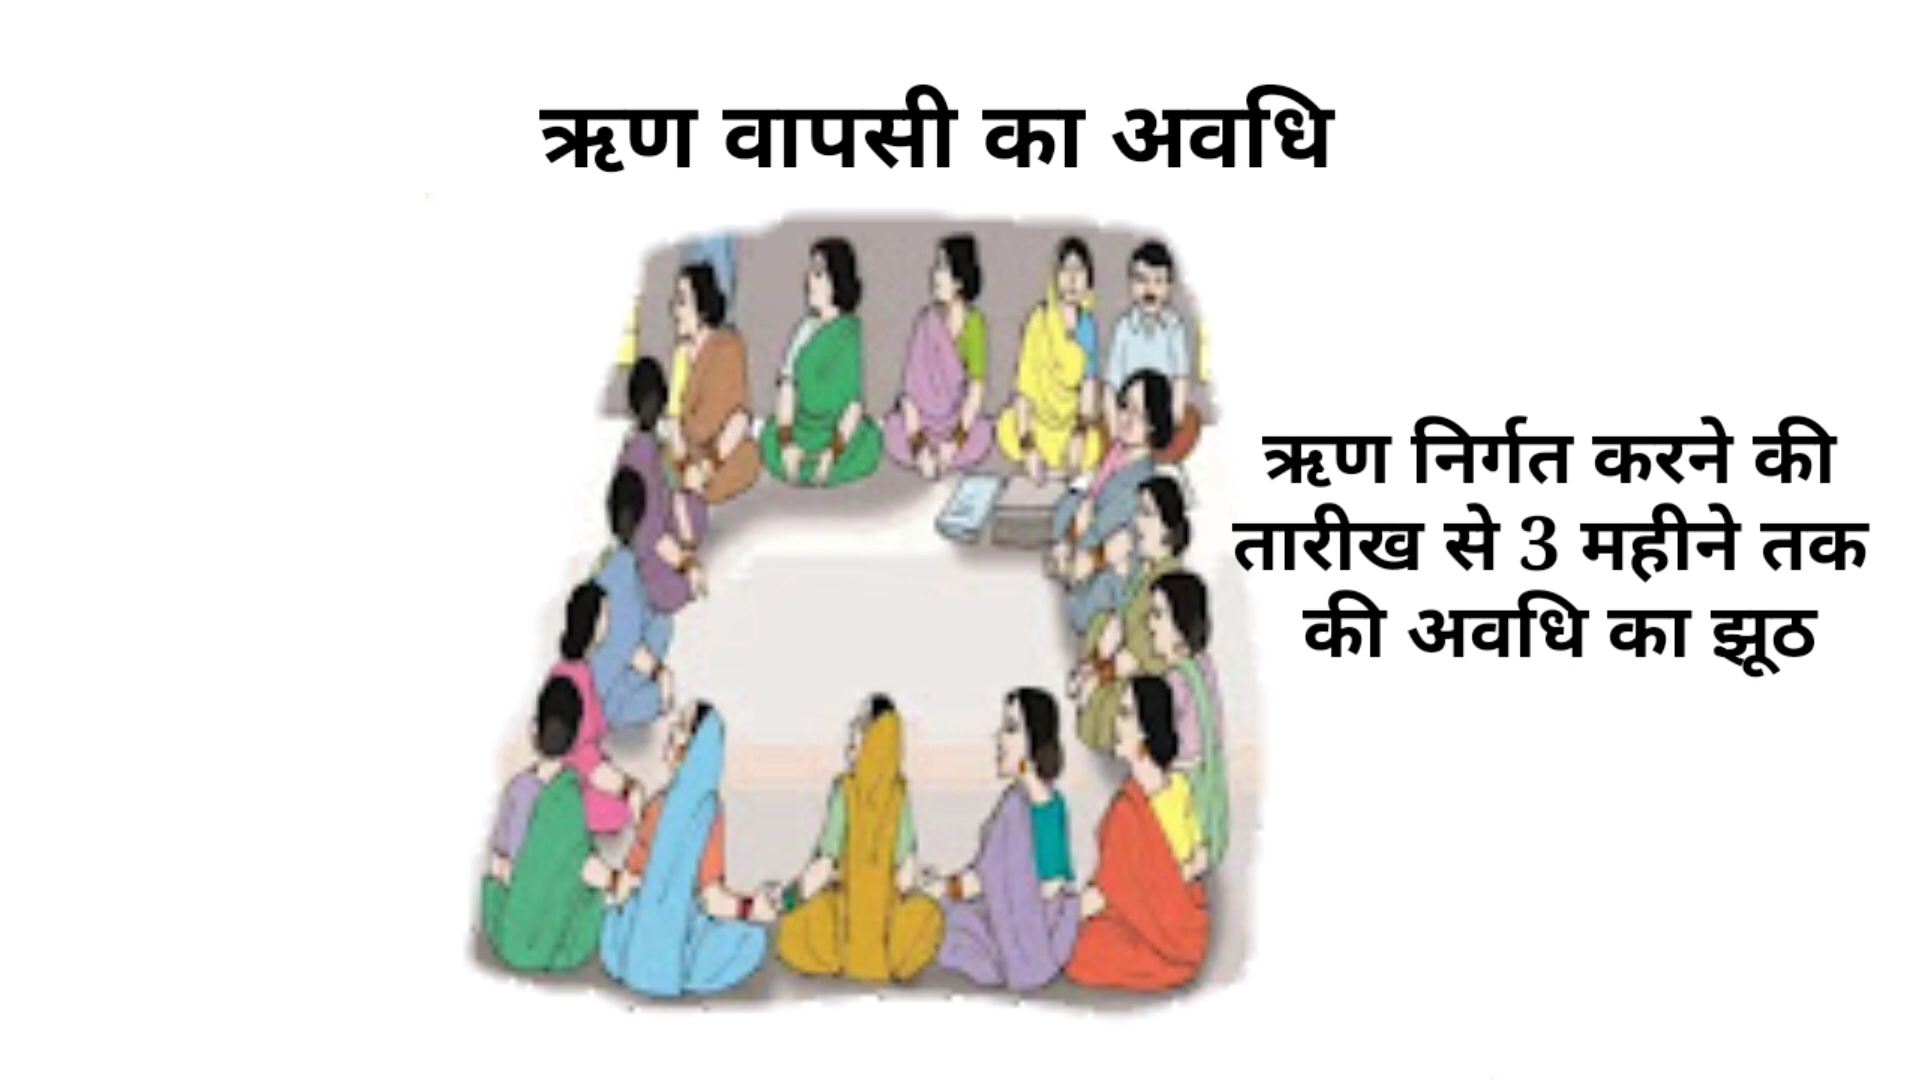 ऋण वापसी का अवधि
ऋण निर्गत करने की
तारीख से 3 महीने तक
की अवधि का झूठ